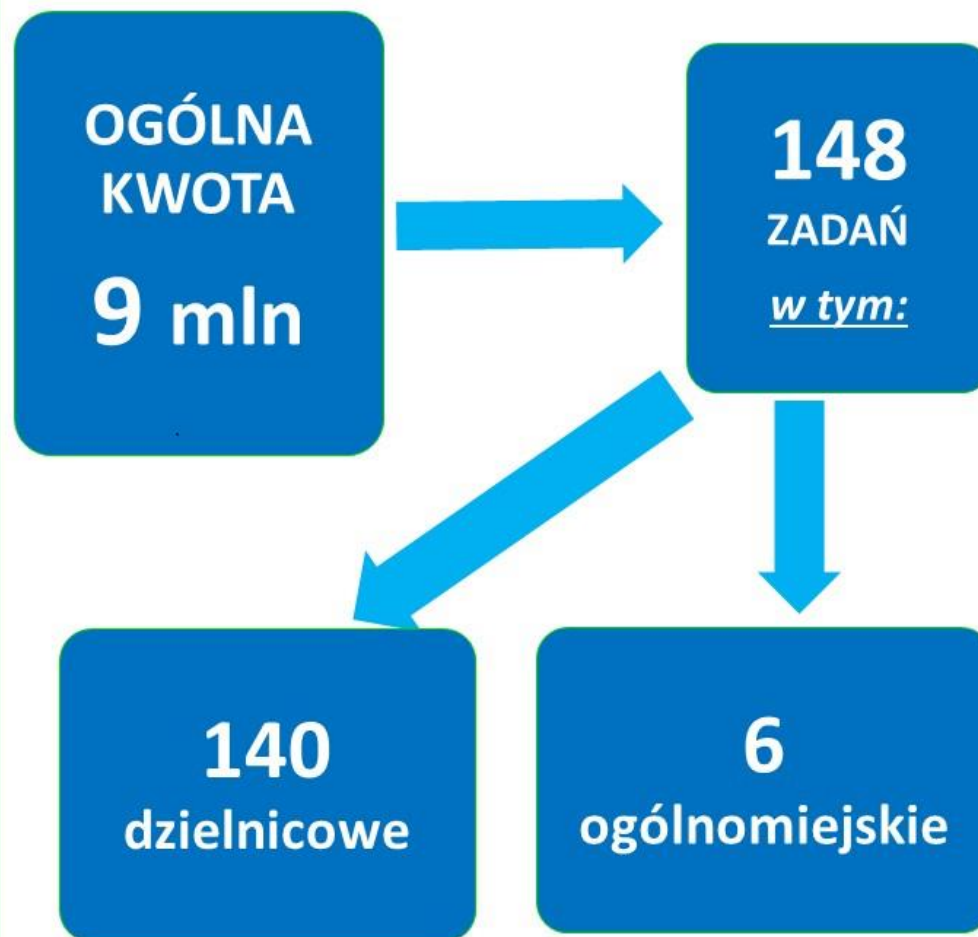 OGÓLNA
KWOTA
9 mln
148
ZADAŃ
w tym:
140
dzielnicowe
6
ogólnomiejskie